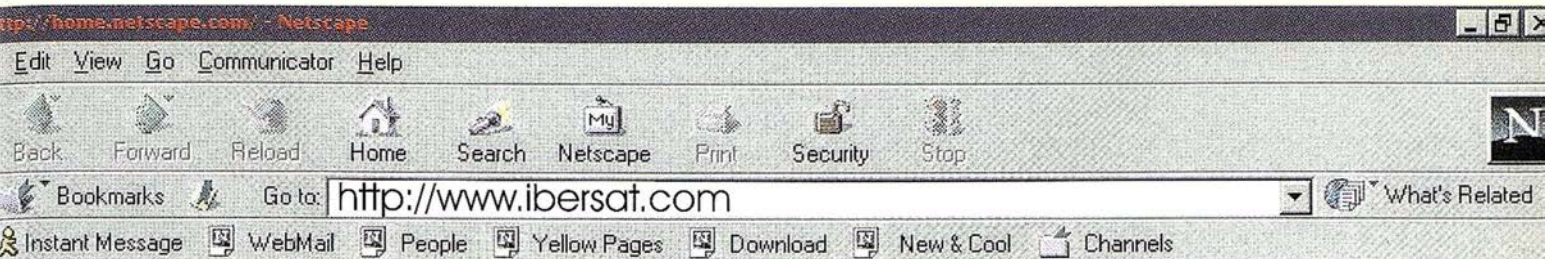 ttp://home.netscape.com/ - Netscape
Edit View Go Communicator Help
Back Forward Reload Home Search My Netscape Print Security Stop N
Bookmarks Go to: http://www.ibersat.com What's Related
Instant Message WebMail People Yellow Pages Download New & Cool Channels